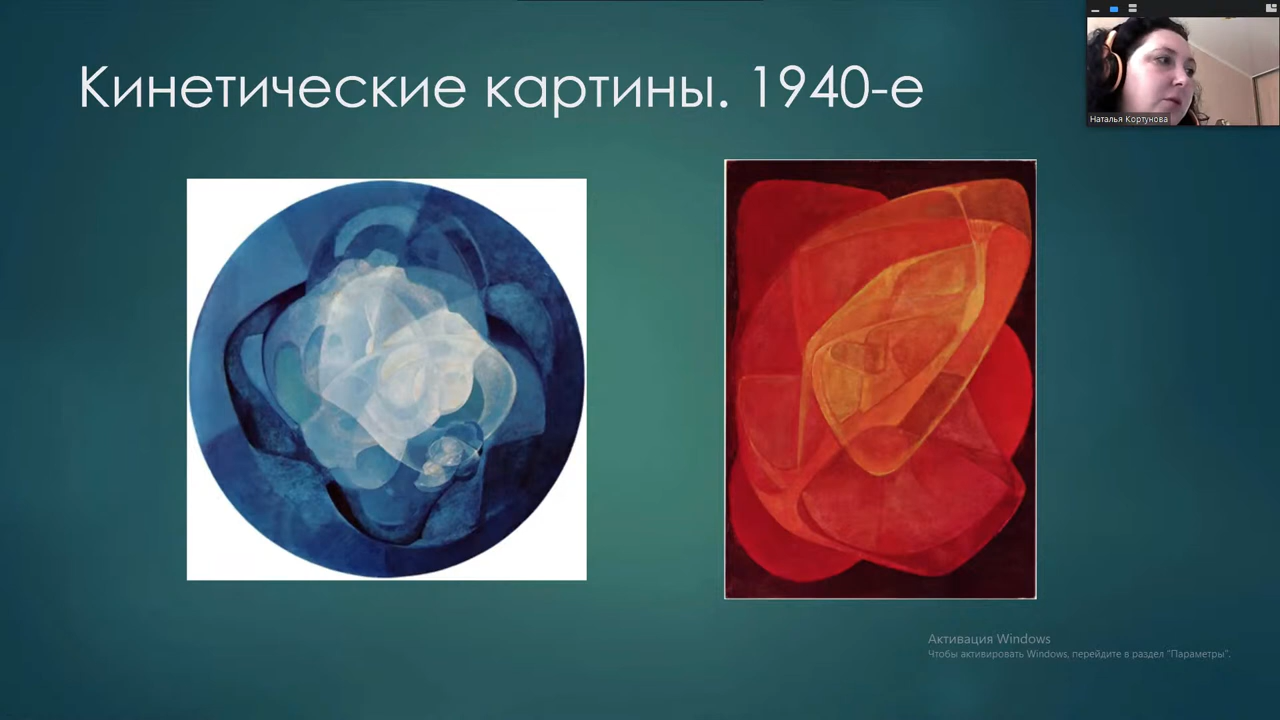 Кинетические картины. 1940-е
Наталья Кортунова
Активация Windows
Чтобы активировать Windows, перейдите в раздел "Параметры".